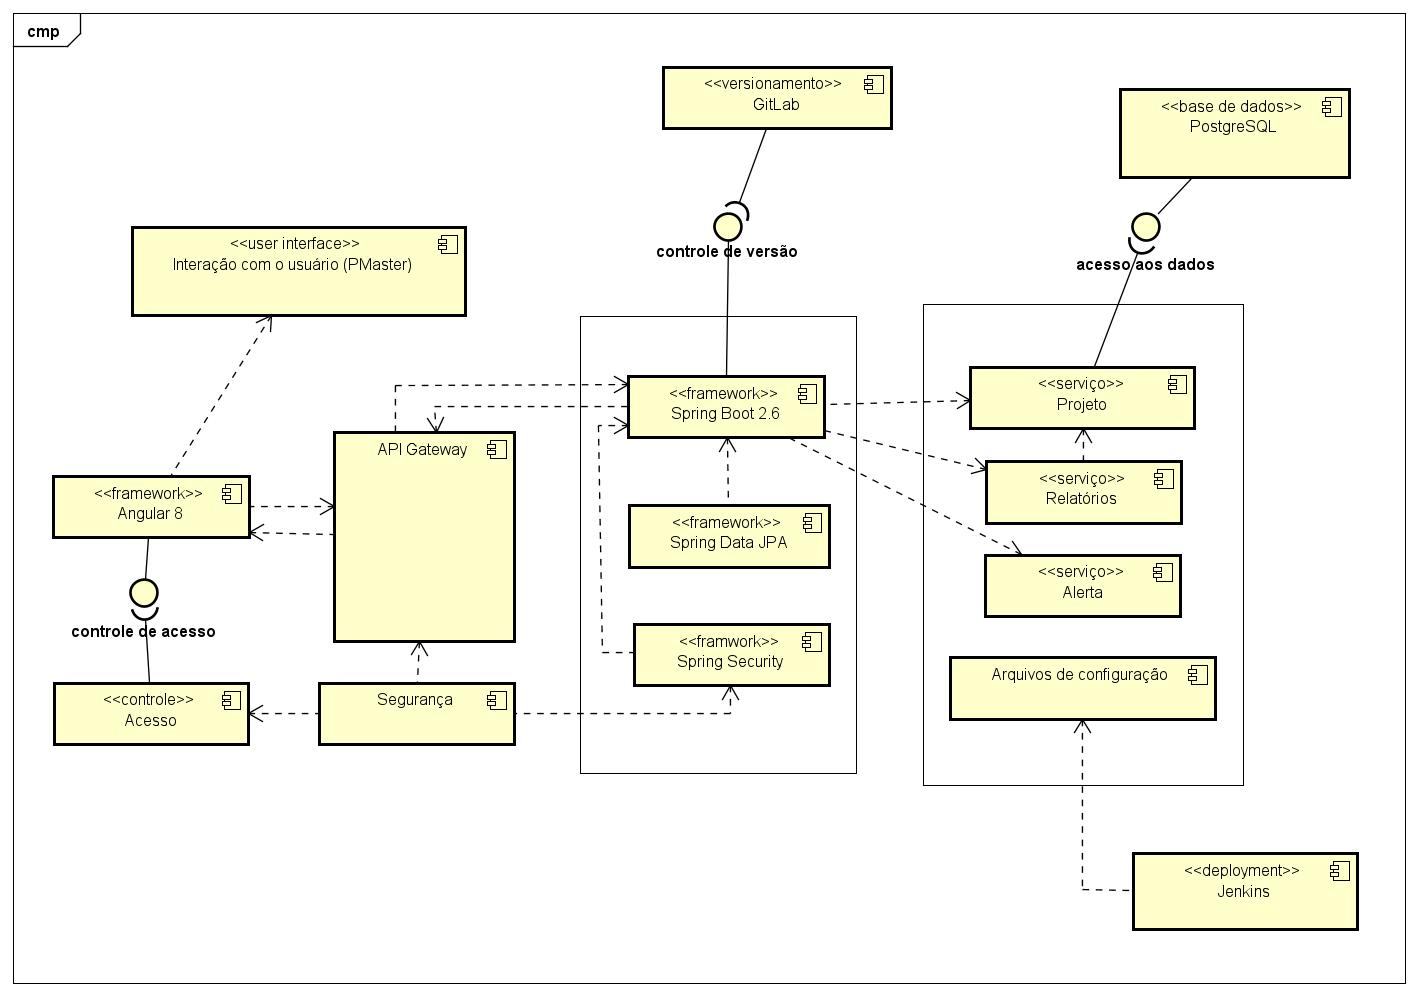 cmp
<<versionamento>>
GitLab
<<base de dados>>
PostgreSQL
controle de versão
acesso aos dados
<<user interface>>
Interação com o usuário (PMaster)
<<framework>>
Spring Boot 2.6
<<serviço>>
Projeto
API Gateway
<<serviço>>
Relatórios
<<framework>>
Angular 8
<<framework>>
Spring Data JPA
<<serviço>>
Alerta
controle de acesso
<<framwork>>
Spring Security
Arquivos de configuração
<<controle>>
Acesso
Segurança
<<deployment>>
Jenkins